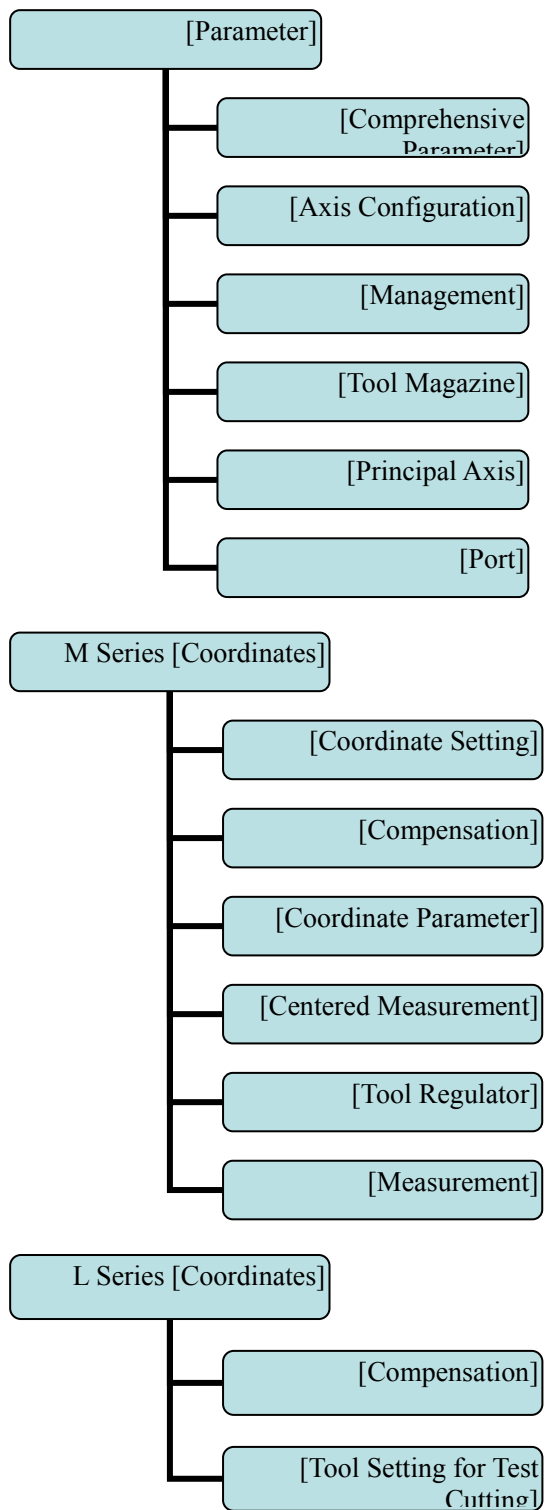 [Parameter]
[Comprehensive
Parameter]
[Axis Configuration]
[Management]
[Tool Magazine]
[Principal Axis]
[Port]
M Series [Coordinates]
[Coordinate Setting]
[Compensation]
[Coordinate Parameter]
[Centered Measurement]
[Tool Regulator]
[Measurement]
L Series [Coordinates]
[Compensation]
[Tool Setting for Test
Cutting]